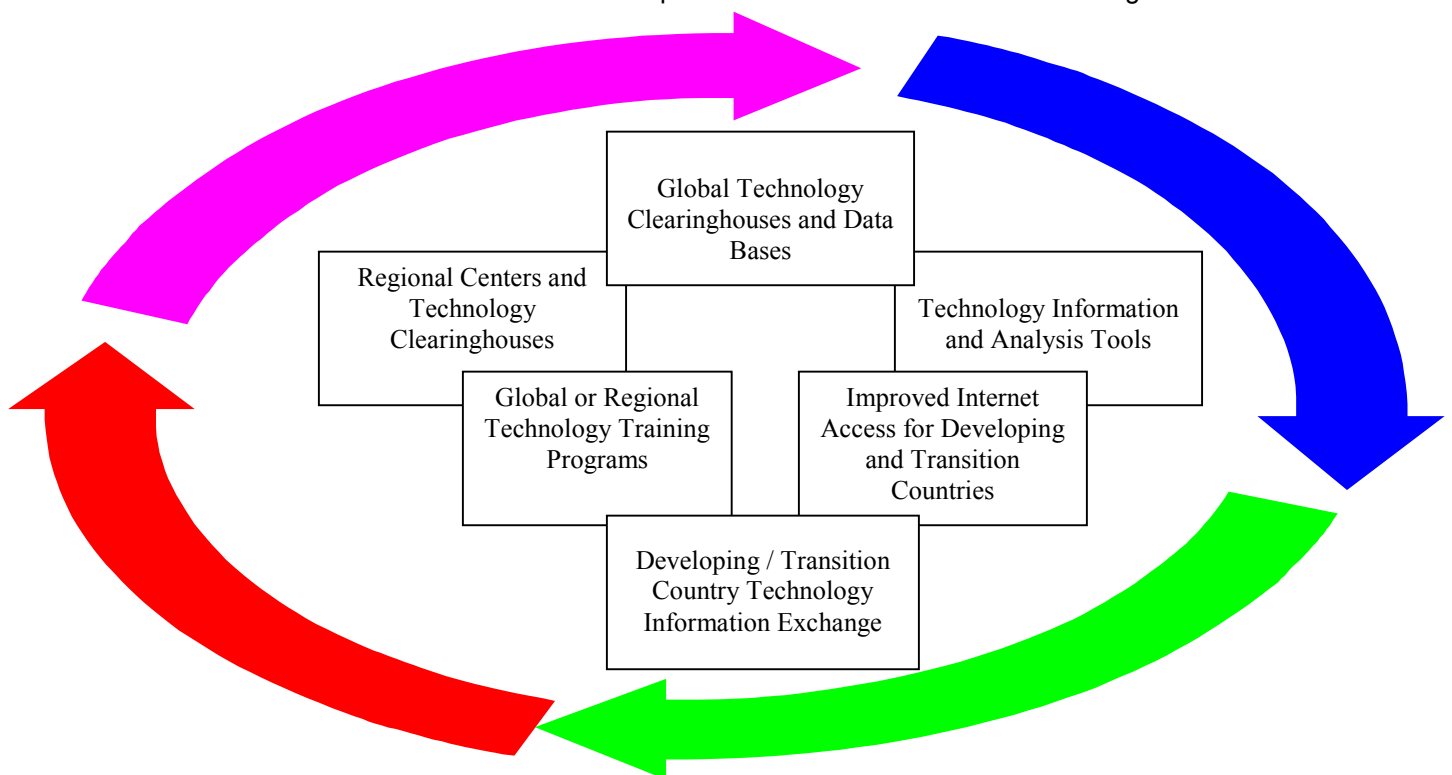 Global Technology
Clearinghouses and Data
Bases
Regional Centers and
Technology
Clearinghouses
Technology Information
and Analysis Tools
Global or Regional
Technology Training
Programs
Improved Internet
Access for Developing
and Transition
Countries
Developing / Transition
Country Technology
Information Exchange